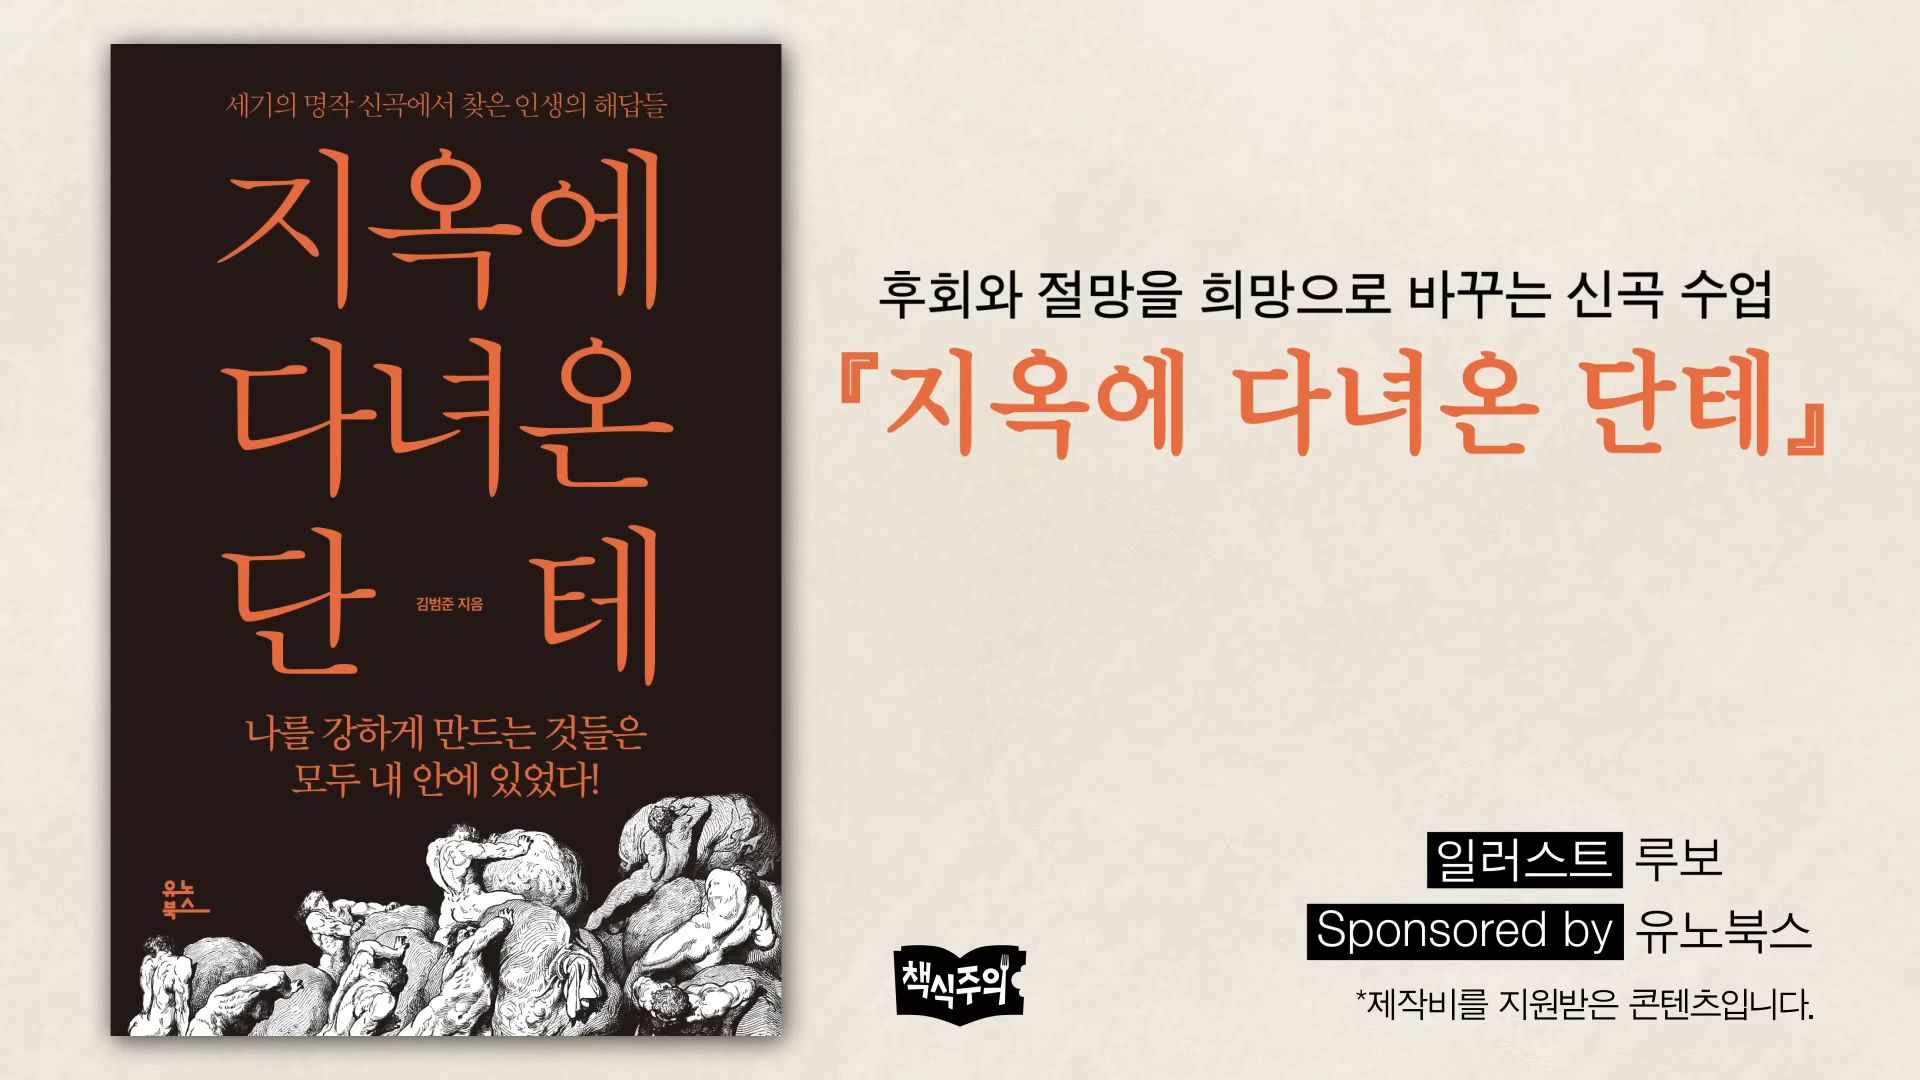 세기의 명작 신곡에서 찾은 인생의 해답들
지옥에
다녀온
단테
김범준 지음
나를 강하게 만드는 것들은
모두 내 안에 있었다!
유노
북스
후회와 절망을 희망으로 바꾸는 신곡 수업
『지옥에 다녀온 단테』
책식주의
일러스트 루보
Sponsored by 유노북스
*제작비를 지원받은 콘텐츠입니다.